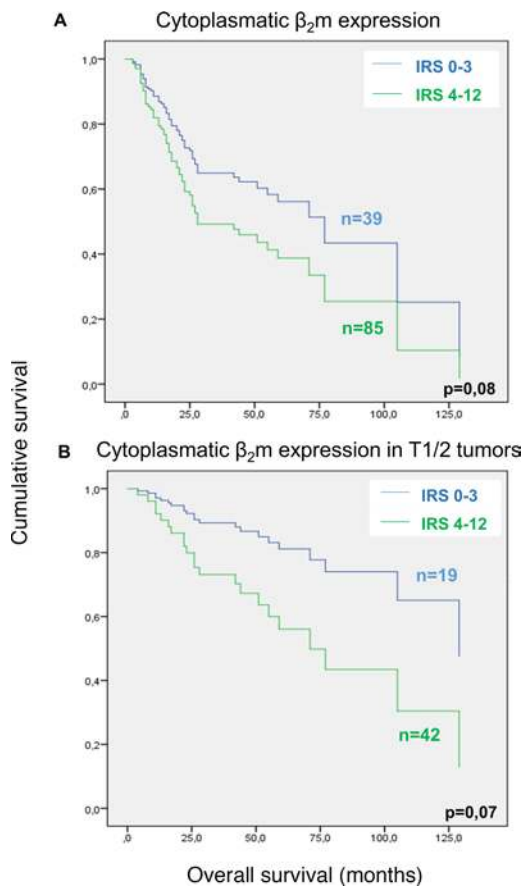 A Cytoplasmatic β₂m expression
IRS 0-3
IRS 4-12
1,0
0,8
0,6
0,4
0,2
0,0
n=39
n=85
p=0,08
,0 25,0 50,0 75,0 100,0 125,0
Cumulative survival
B Cytoplasmatic β₂m expression in T1/2 tumors
IRS 0-3
IRS 4-12
1,0
0,8
0,6
0,4
0,2
0,0
n=19
n=42
p=0,07
,0 25,0 50,0 75,0 100,0 125,0
Overall survival (months)